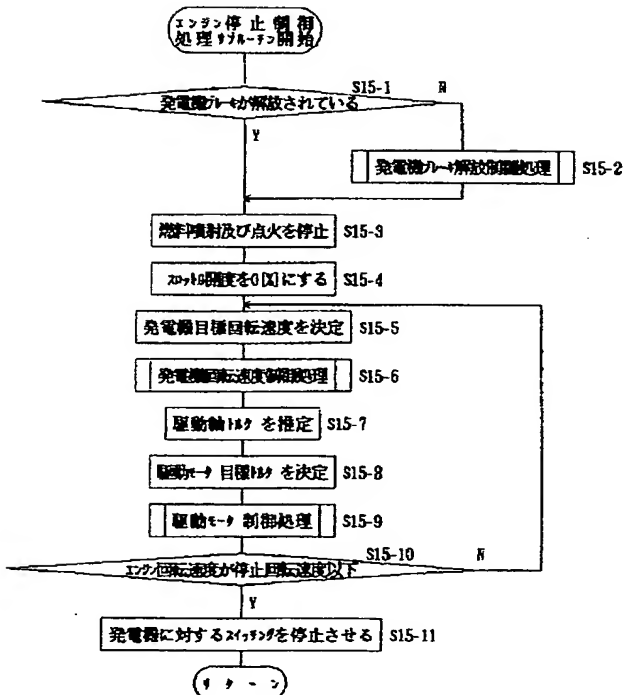 エンジン停止制御
処理サブルーチン開始
S15-1
発電機ブレーキが解放されている
N
Y
発電機ブレーキ解放制御処理 S15-2
燃料噴射及び点火を停止 S15-3
スロットル開度を0[%]にする S15-4
発電機目標回転速度を決定 S15-5
発電機回転速度制御処理 S15-6
駆動軸トルク を推定 S15-7
駆動モータ 目標トルク を決定 S15-8
駆動モータ 制御処理 S15-9
S15-10
エンジン回転速度が停止回転速度以下
N
Y
発電機に対するスイッチングを停止させる S15-11
リターン